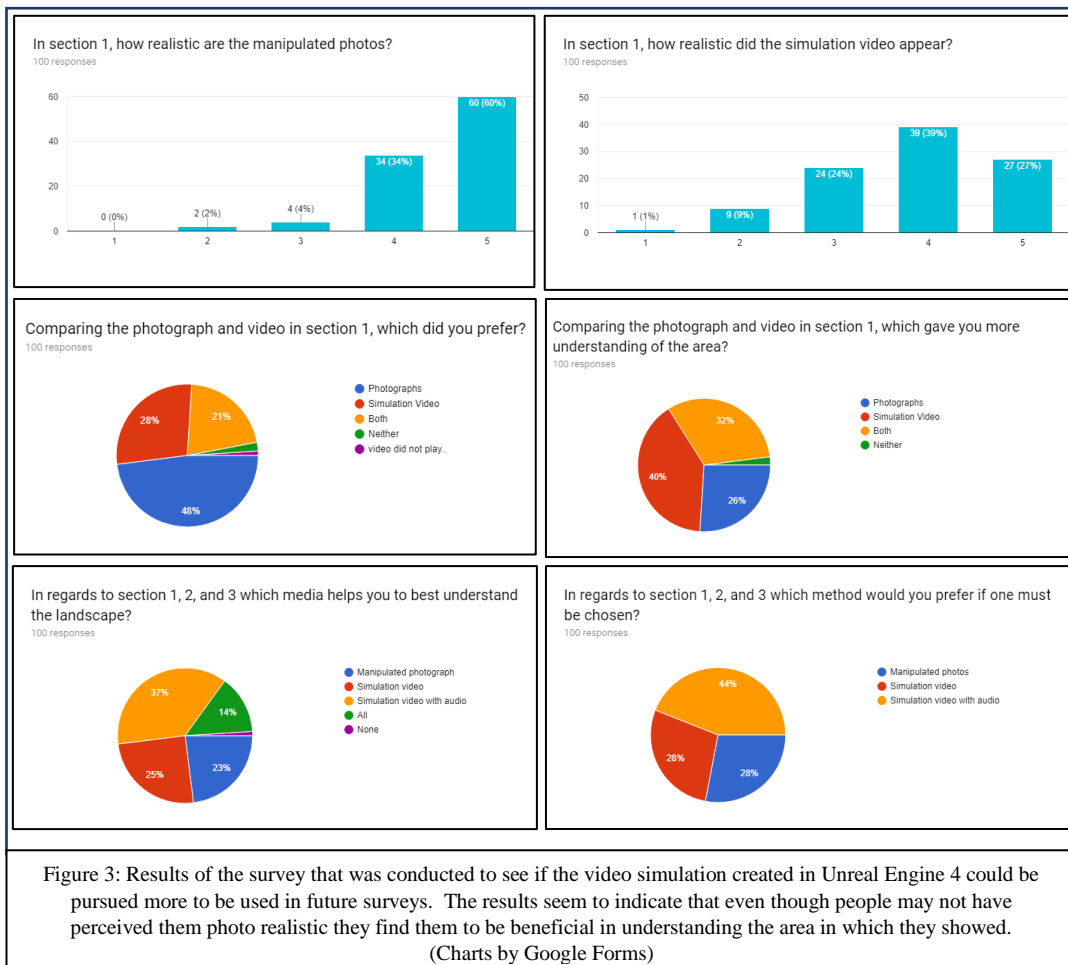 In section 1, how realistic are the manipulated photos?
100 responses
60
40
20
0
0 (0%)
2 (2%)
4 (4%)
34 (34%)
60 (60%)
1
2
3
4
5
In section 1, how realistic did the simulation video appear?
100 responses
50
40
30
20
10
0
1 (1%)
9 (9%)
24 (24%)
39 (39%)
27 (27%)
1
2
3
4
5
Comparing the photograph and video in section 1, which did you prefer?
100 responses
28%
21%
48%
Photographs
Simulation Video
Both
Neither
video did not play..
Comparing the photograph and video in section 1, which gave you more
understanding of the area?
100 responses
32%
40%
26%
Photographs
Simulation Video
Both
Neither
In regards to section 1, 2, and 3 which media helps you to best understand
the landscape?
100 responses
37%
14%
25%
23%
Manipulated photograph
Simulation video
Simulation video with audio
All
None
In regards to section 1, 2, and 3 which method would you prefer if one must
be chosen?
100 responses
44%
28%
28%
Manipulated photos
Simulation video
Simulation video with audio
Figure 3: Results of the survey that was conducted to see if the video simulation created in Unreal Engine 4 could be
pursued more to be used in future surveys.  The results seem to indicate that even though people may not have
perceived them photo realistic they find them to be beneficial in understanding the area in which they showed.
(Charts by Google Forms)